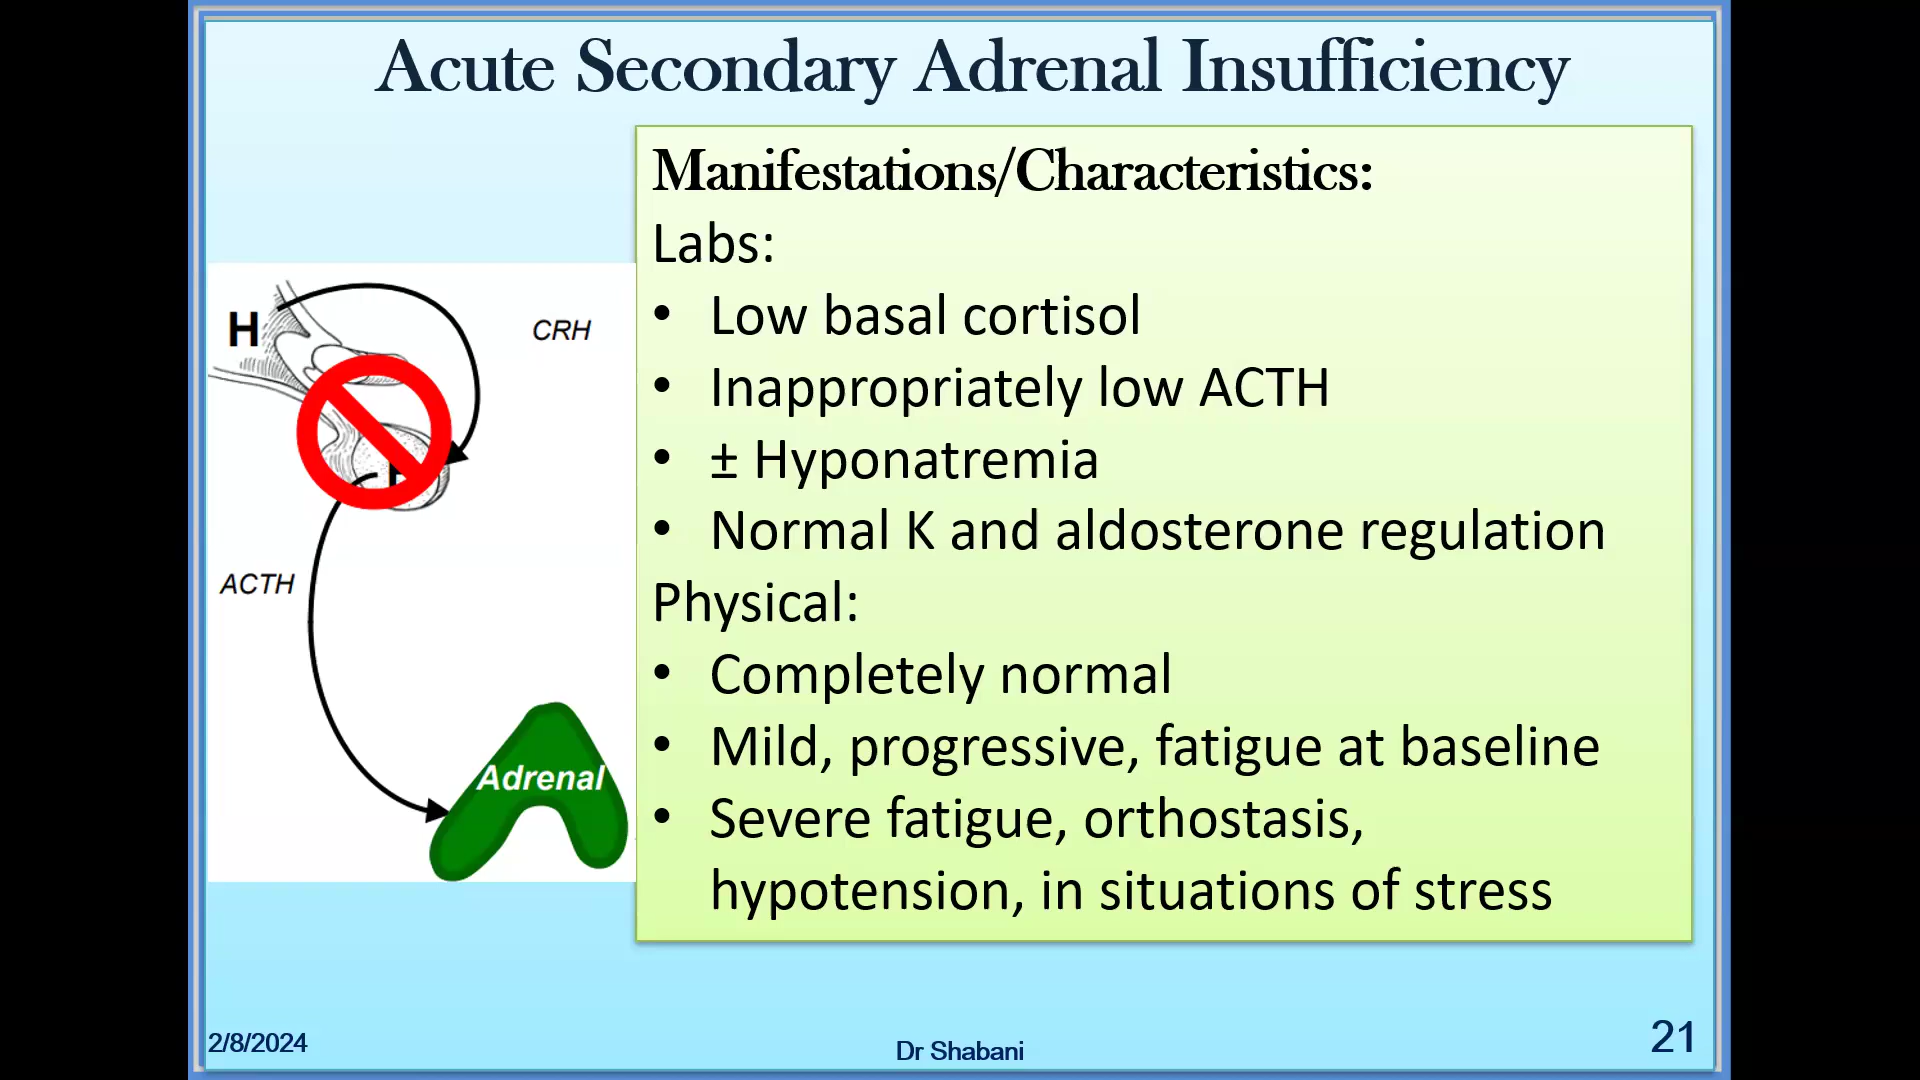 Acute Secondary Adrenal Insufficiency
Manifestations/Characteristics:
Labs:
• Low basal cortisol
• Inappropriately low ACTH
• ± Hyponatremia
• Normal K and aldosterone regulation
Physical:
• Completely normal
• Mild, progressive, fatigue at baseline
• Severe fatigue, orthostasis,
hypotension, in situations of stress
H
CRH
ACTH
Adrenal
2/8/2024
Dr Shabani
21